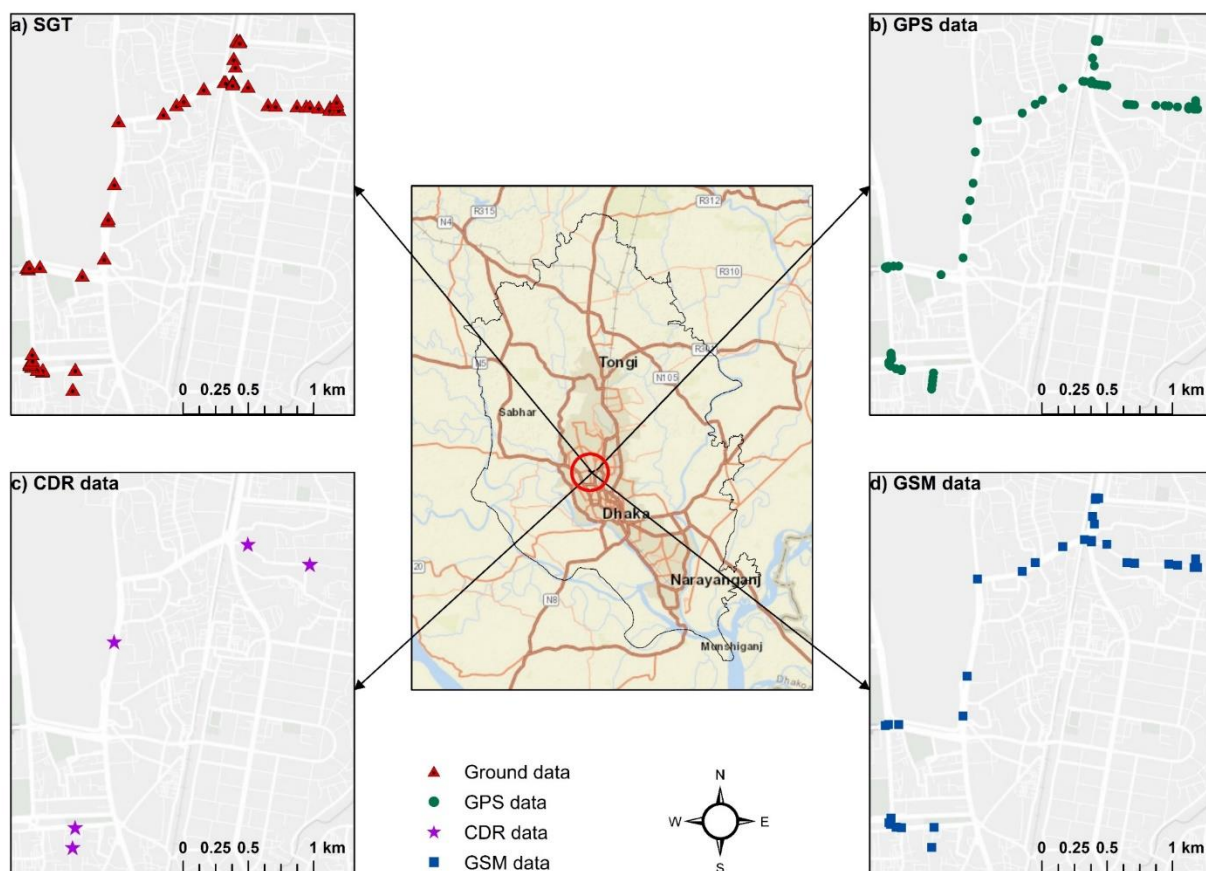 a) SGT
0 0.25 0.5 1 km
b) GPS data
0 0.25 0.5 1 km
R315
R312
N4
R310
Tongi
N5
N105
Sabhar
Dhaka
20
Narayanganj
N8
Munshiganj
c) CDR data
0 0.25 0.5 1 km
d) GSM data
0 0.25 0.5 1 km
Ground data
GPS data
CDR data
GSM data
N
W E
S